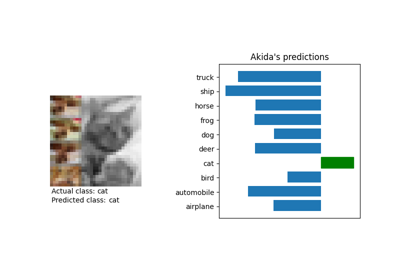 Akida's predictions
truck
ship
horse
frog
dog
deer
cat
bird
automobile
airplane
Actual class: cat
Predicted class: cat